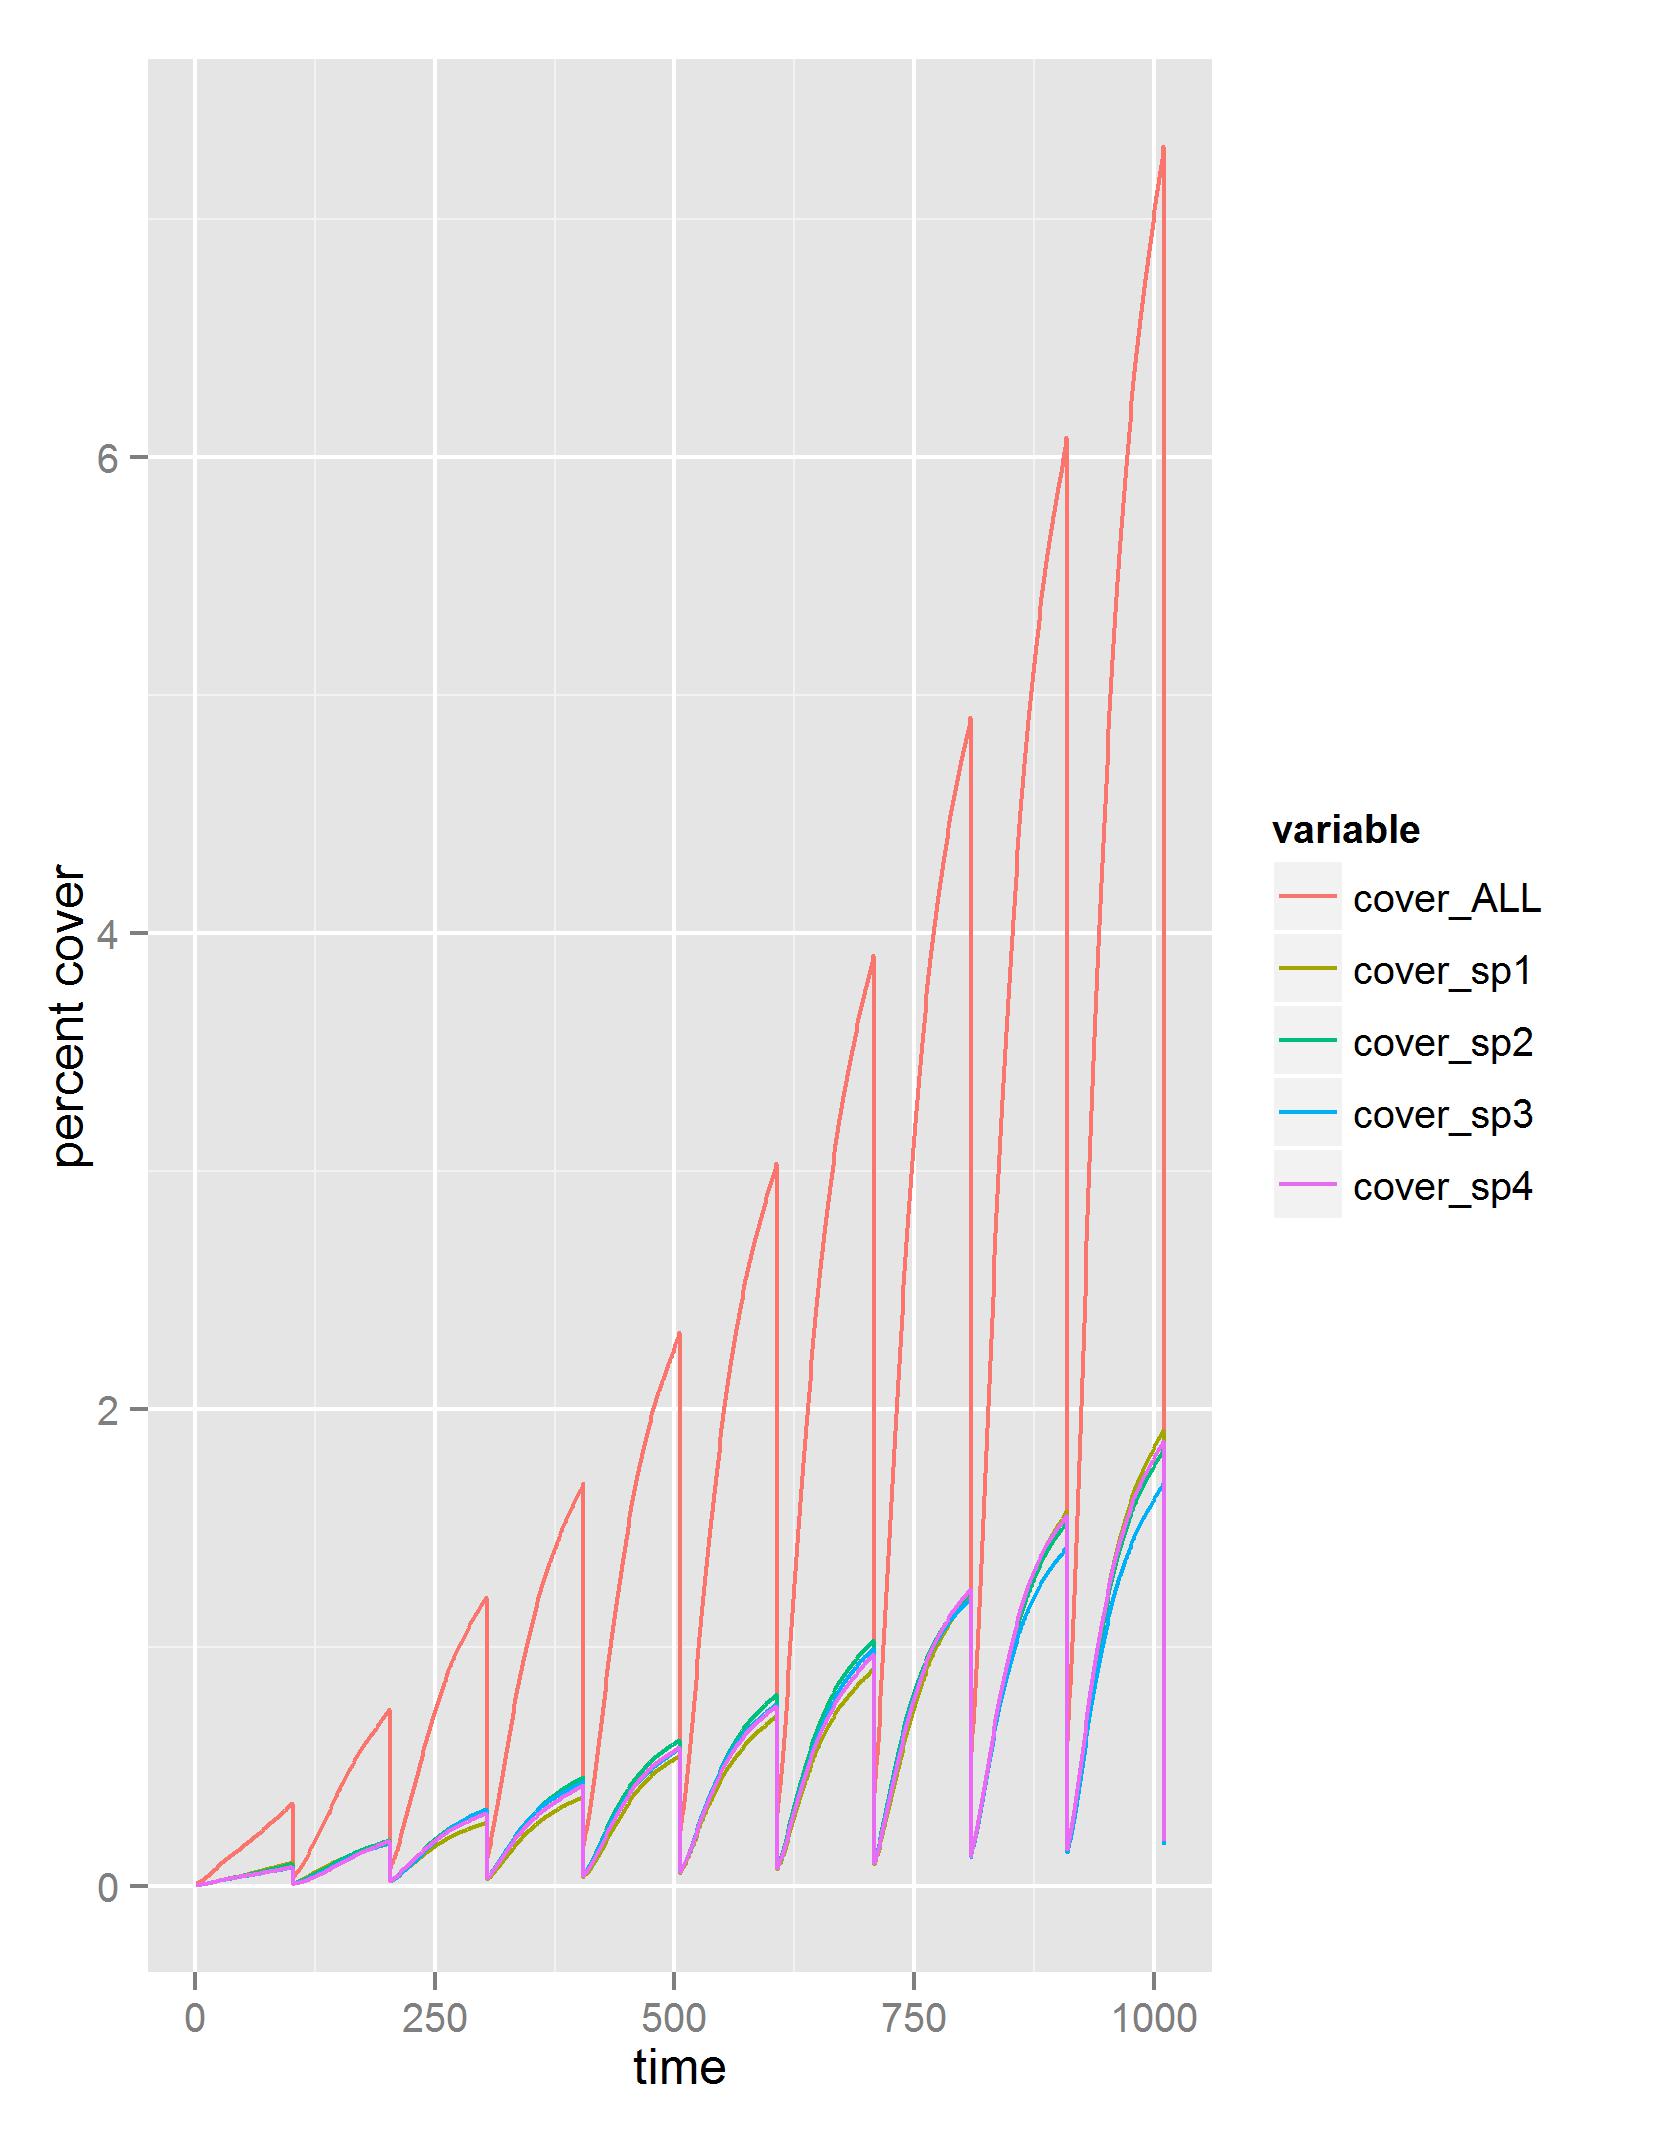 percent cover
6
4
2
0
0 250 500 750 1000
time
variable
cover_ALL
cover_sp1
cover_sp2
cover_sp3
cover_sp4